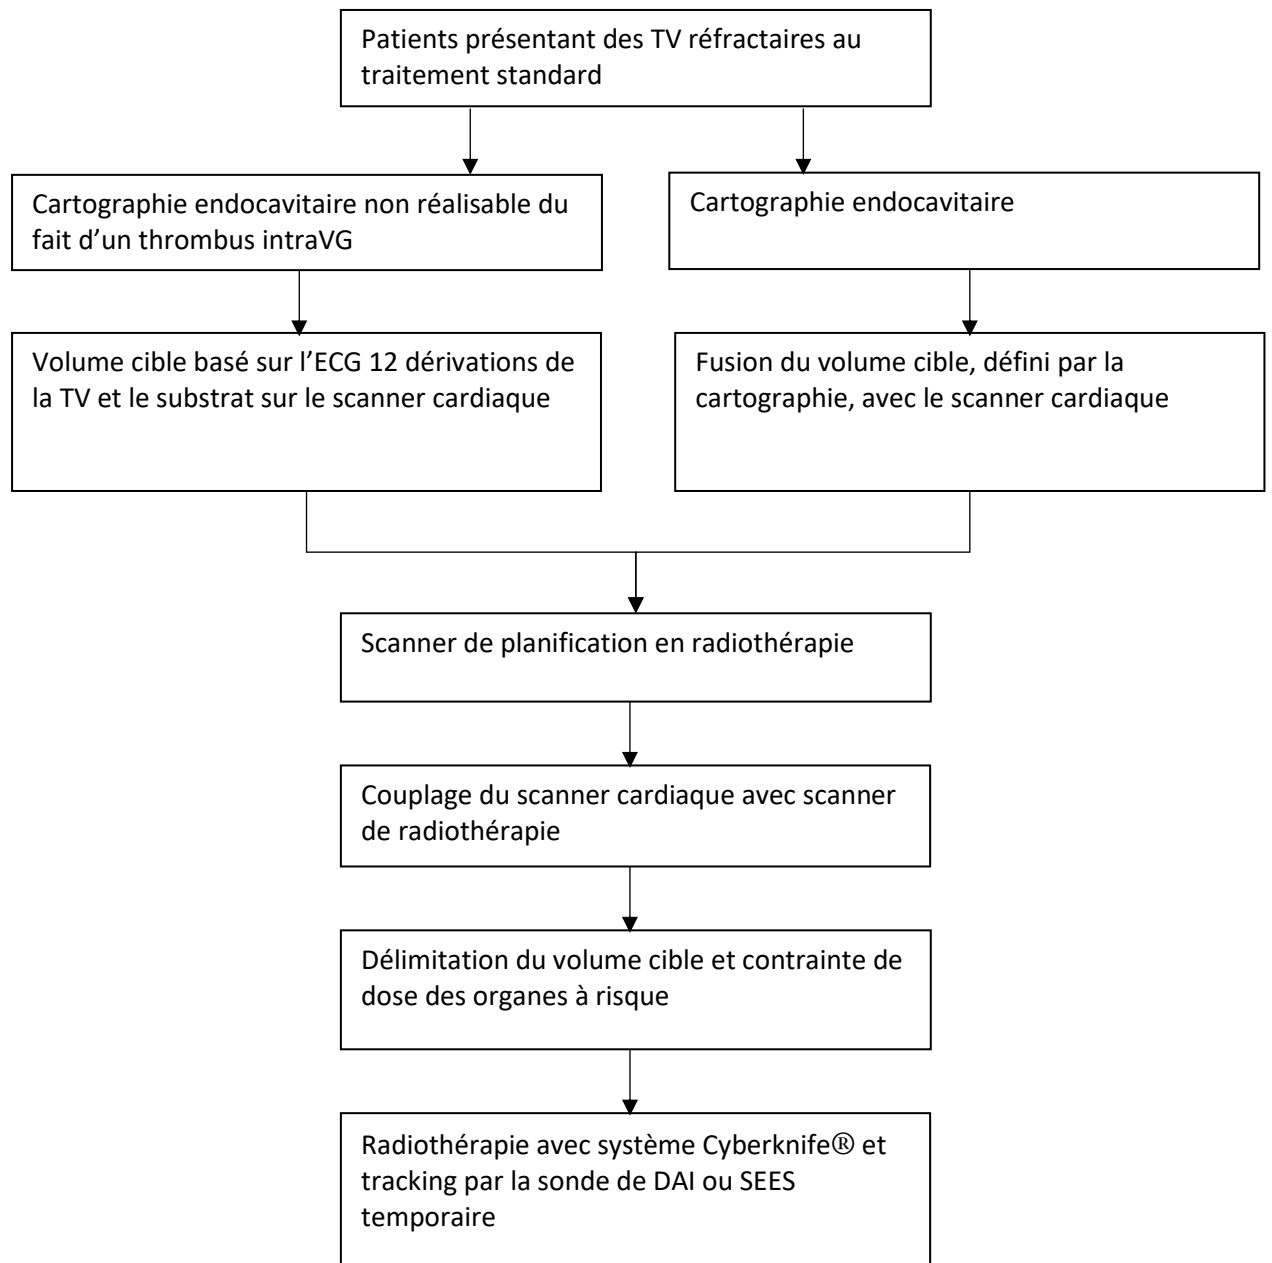 Patients présentant des TV réfractaires au
traitement standard
Cartographie endocavitaire non réalisable du
fait d’un thrombus intraVG
Cartographie endocavitaire
Volume cible basé sur l’ECG 12 dérivations de
la TV et le substrat sur le scanner cardiaque
Fusion du volume cible, défini par la
cartographie, avec le scanner cardiaque
Scanner de planification en radiothérapie
Couplage du scanner cardiaque avec scanner
de radiothérapie
Délimitation du volume cible et contrainte de
dose des organes à risque
Radiothérapie avec système Cyberknife® et
tracking par la sonde de DAI ou SEES
temporaire